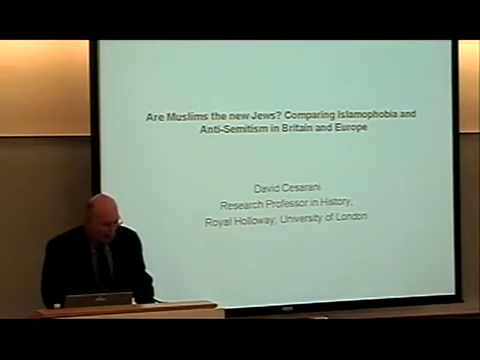 Are Muslims the new Jews? Comparing Islamophobia and
Anti-Semitism in Britain and Europe
David Cesarani
Research Professor in History,
Royal Holloway, University of London